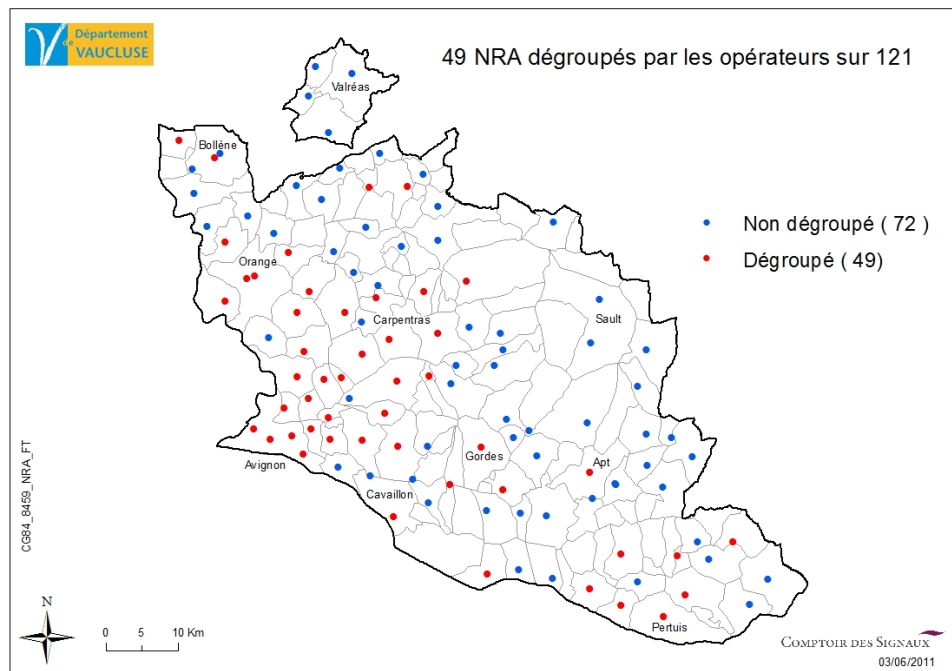 Département
de VAUCLUSE
49 NRA dégroupés par les opérateurs sur 121
Valréas
Bollène
Non dégroupé ( 72 )
Dégroupé ( 49)
Orange
Carpentras
Sault
Avignon
Gordes
Apt
Cavaillon
Pertuis
CG84_8459_NRA_FT
N
0 5 10 Km
COMPTOIR DES SIGNAUX
03/06/2011